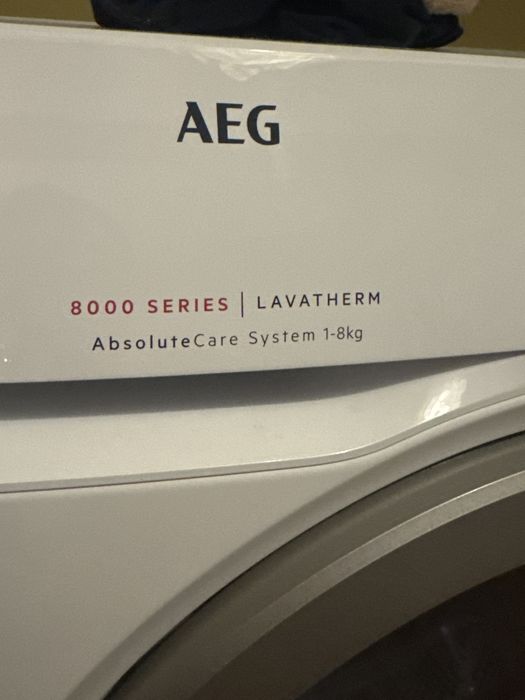 AEG
8000 SERIES | LAVATHERM
AbsoluteCare System 1-8kg